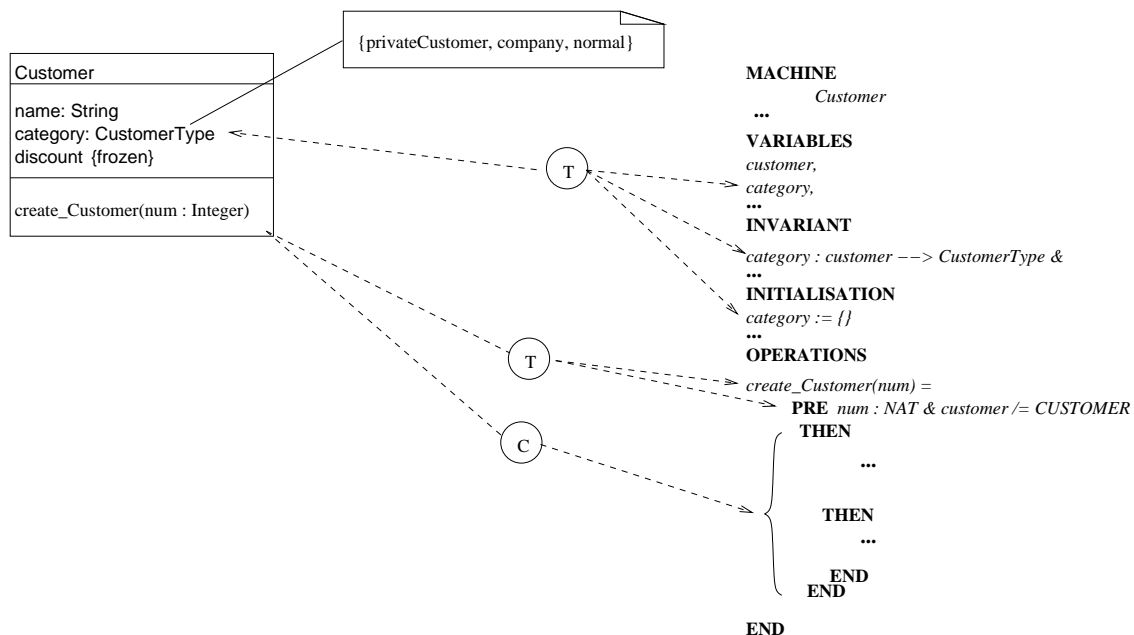 {privateCustomer, company, normal}
Customer
name: String
category: CustomerType
discount {frozen}
create_Customer(num : Integer)
T
T
C
MACHINE
Customer
...
VARIABLES
customer,
category,
...
INVARIANT
category : customer −−> CustomerType &
...
INITIALISATION
category := {}
...
OPERATIONS
create_Customer(num) =
PRE num : NAT & customer /= CUSTOMER
THEN
...
THEN
...
END
END
END